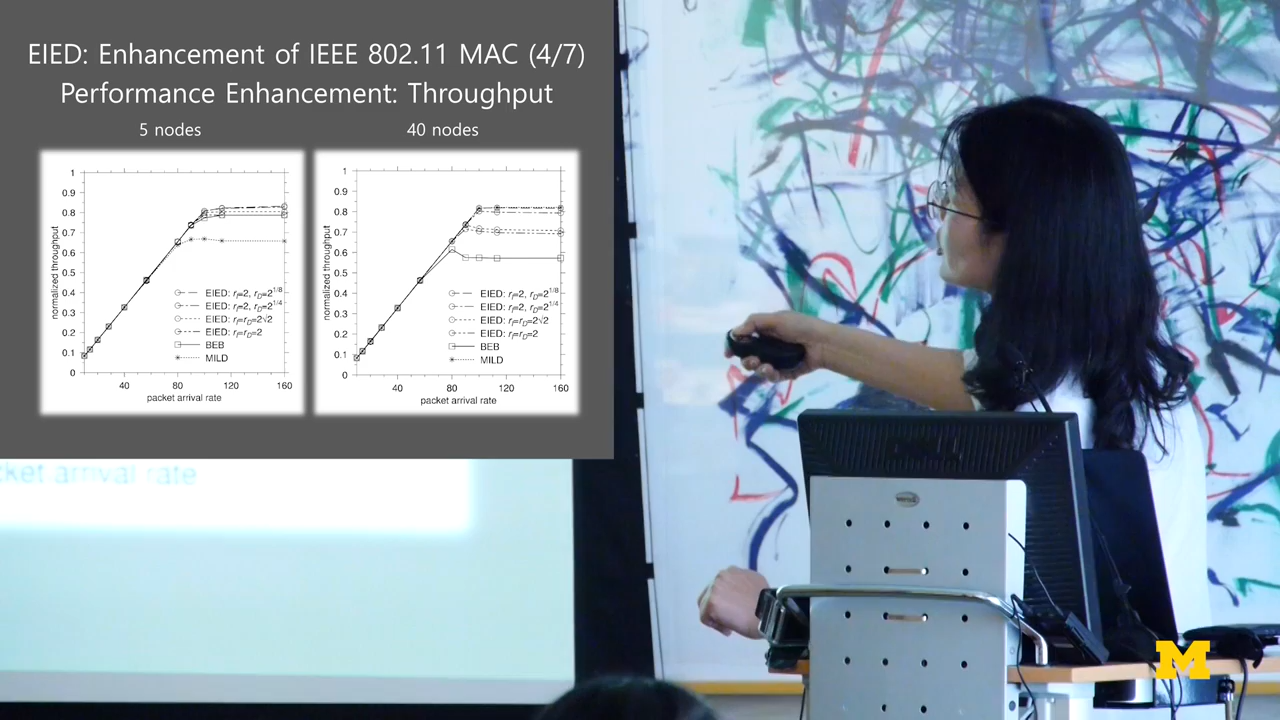 EIED: Enhancement of IEEE 802.11 MAC (4/7)
Performance Enhancement: Throughput
5 nodes
40 nodes
1
0.9
0.8
0.7
0.6
0.5
0.4
0.3
0.2
0.1
0
normalized throughput
EIED: rI=2, rD=2^1/8
EIED: rI=2, rD=2^1/4
EIED: rI=rD=2√2
EIED: rI=rD=2
BEB
MILD
40 80 120 160
packet arrival rate
1
0.9
0.8
0.7
0.6
0.5
0.4
0.3
0.2
0.1
0
normalized throughput
EIED: rI=2, rD=2^1/8
EIED: rI=2, rD=2^1/4
EIED: rI=rD=2√2
EIED: rI=rD=2
BEB
MILD
40 80 120 160
packet arrival rate
cket arrival rate
M